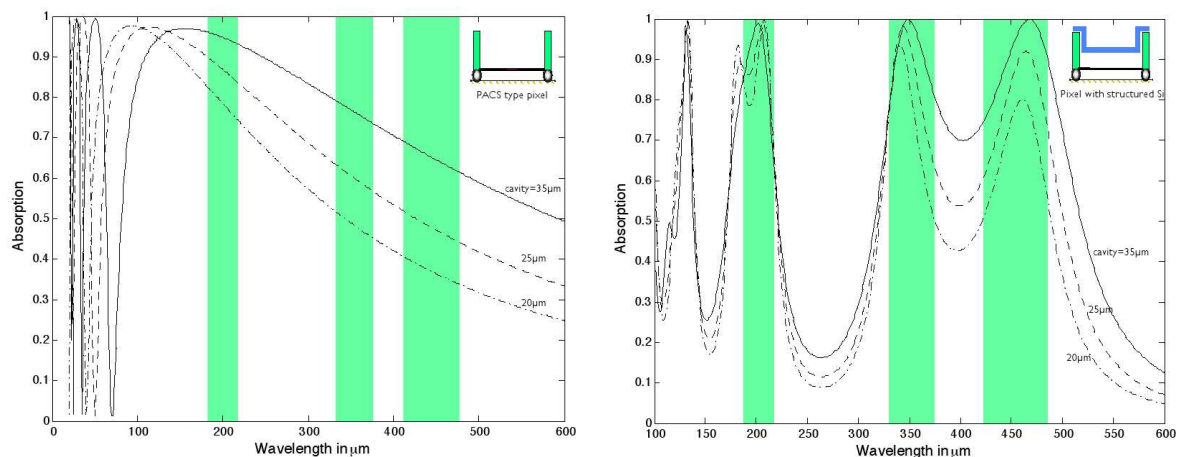 1
0.9
0.8
0.7
0.6
0.5
0.4
0.3
0.2
0.1
0
Absorption
0 100 200 300 400 500 600
Wavelength in μm
PACS type pixel
cavity=35μm
25μm
20μm
1
0.9
0.8
0.7
0.6
0.5
0.4
0.3
0.2
0.1
0
Absorption
100 150 200 250 300 350 400 450 500 550 600
Wavelength in μm
Pixel with structured Si
cavity=35μm
25μm
20μm